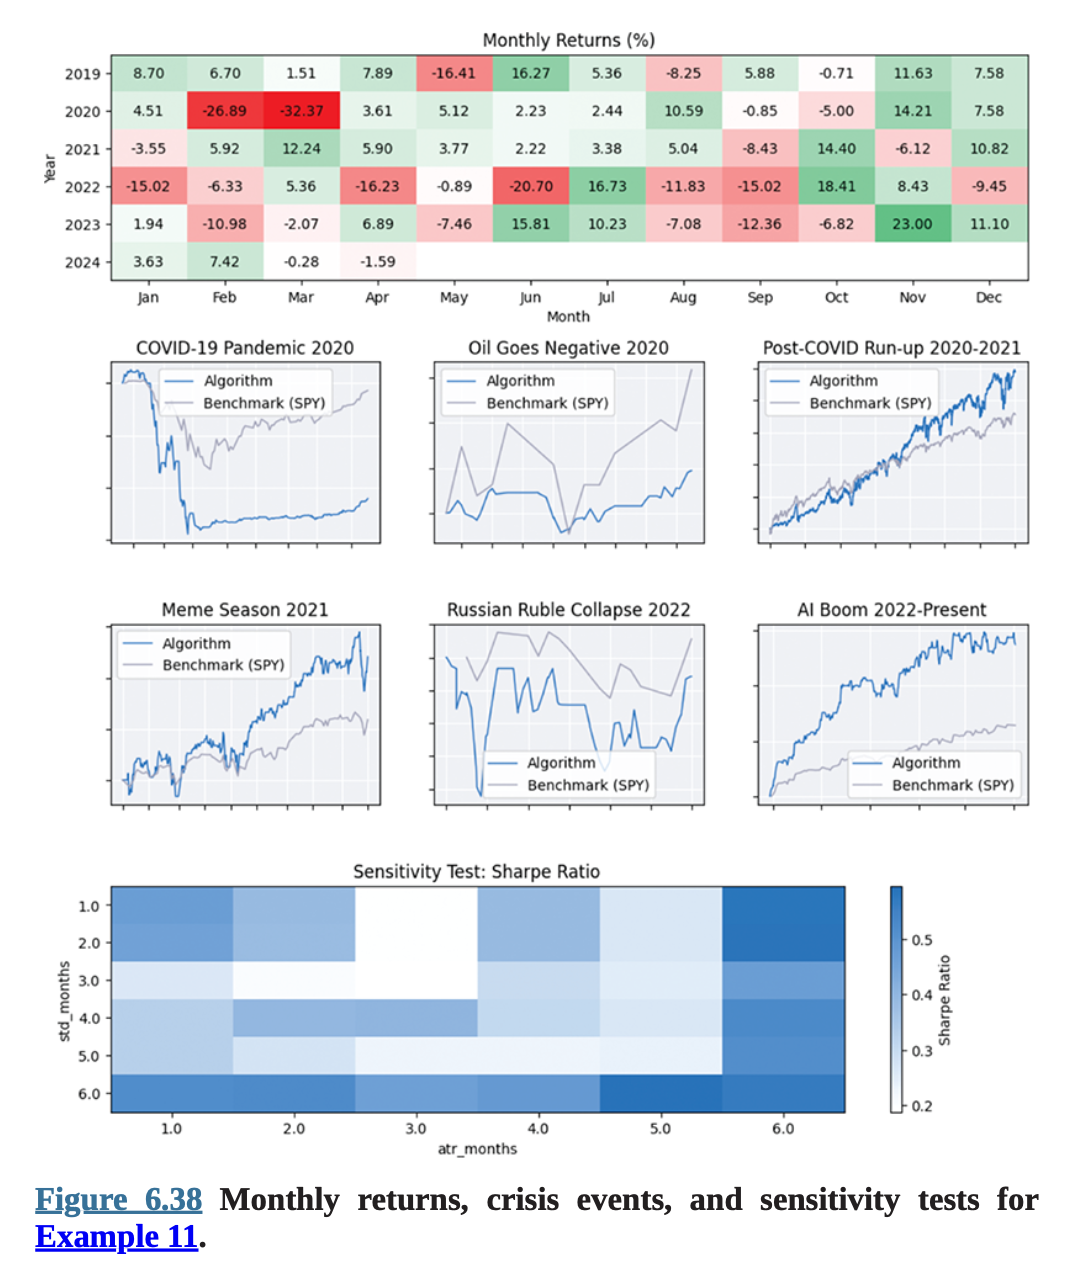 Monthly Returns (%)
2019 8.70 6.70 1.51 7.89 -16.41 16.27 5.36 -8.25 5.88 -0.71 11.63 7.58
2020 4.51 -26.89 -32.37 3.61 5.12 2.23 2.44 10.59 -0.85 -5.00 14.21 7.58
2021 -3.55 5.92 12.24 5.90 3.77 2.22 3.38 5.04 -8.43 14.40 -6.12 10.82
2022 -15.02 -6.33 5.36 -16.23 -0.89 -20.70 16.73 -11.83 -15.02 18.41 8.43 -9.45
2023 1.94 -10.98 -2.07 6.89 -7.46 15.81 10.23 -7.08 -12.36 -6.82 23.00 11.10
2024 3.63 7.42 -0.28 -1.59
Year
Jan Feb Mar Apr May Jun Jul Aug Sep Oct Nov Dec
Month
COVID-19 Pandemic 2020
Algorithm
Benchmark (SPY)
Oil Goes Negative 2020
Algorithm
Benchmark (SPY)
Post-COVID Run-up 2020-2021
Algorithm
Benchmark (SPY)
Meme Season 2021
Algorithm
Benchmark (SPY)
Russian Ruble Collapse 2022
Algorithm
Benchmark (SPY)
AI Boom 2022-Present
Algorithm
Benchmark (SPY)
Sensitivity Test: Sharpe Ratio
std_months
1.0
2.0
3.0
4.0
5.0
6.0
1.0 2.0 3.0 4.0 5.0 6.0
atr_months
0.5
0.4
0.3
0.2
Sharpe Ratio
Figure 6.38 Monthly returns, crisis events, and sensitivity tests for
Example 11.